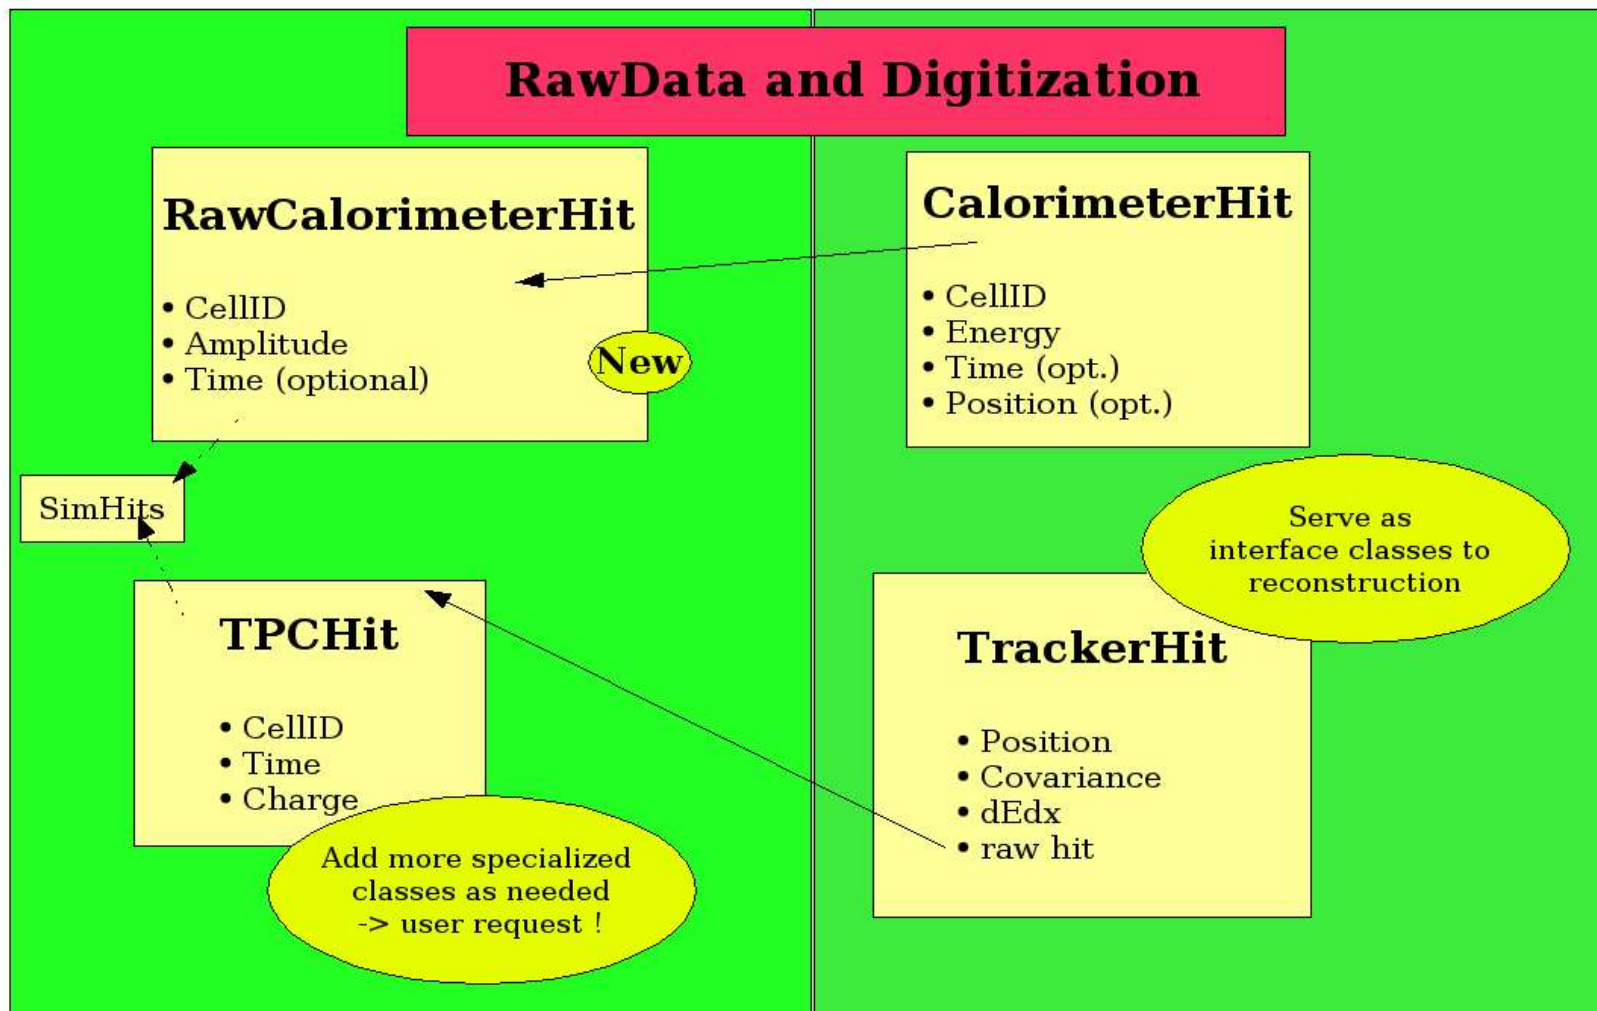 RawData and Digitization
RawCalorimeterHit
• CellID
• Amplitude
• Time (optional)
New
SimHits
TPCHit
• CellID
• Time
• Charge
Add more specialized
classes as needed
-> user request !
CalorimeterHit
• CellID
• Energy
• Time (opt.)
• Position (opt.)
Serve as
interface classes to
reconstruction
TrackerHit
• Position
• Covariance
• dEdx
• raw hit